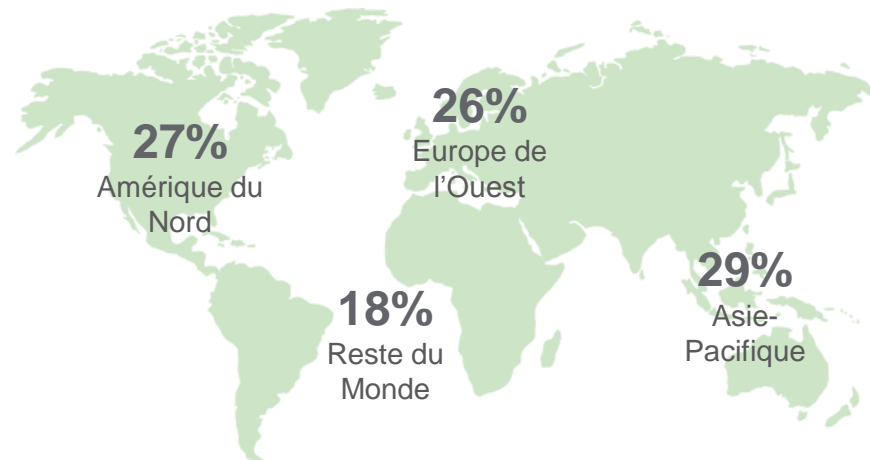 27%
Amérique du
Nord
26%
Europe de
l’Ouest
18%
Reste du
Monde
29%
Asie-
Pacifique